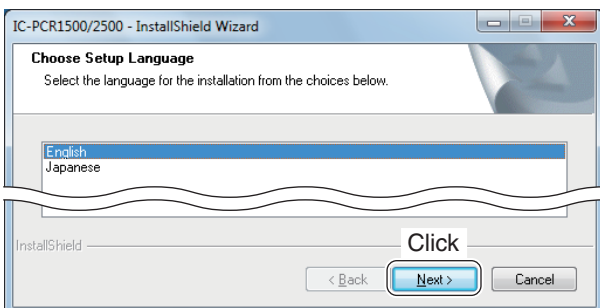 IC-PCR1500/2500 - InstallShield Wizard
Choose Setup Language
Select the language for the installation from the choices below.
English
Japanese
InstallShield
Click
< Back
Next >
Cancel